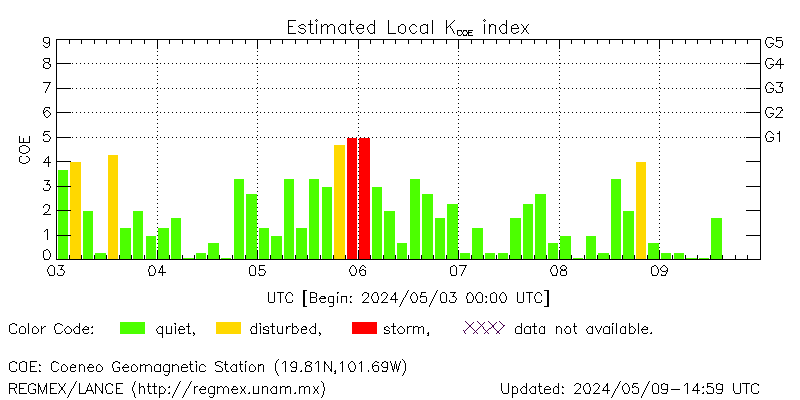 Estimated Local KCOE index
9 G5
8 G4
7 G3
6 G2
5 G1
COE
4
3
2
1
0
03 04 05 06 07 08 09
UTC [Begin: 2024/05/03 00:00 UTC]
Color Code: quiet, disturbed, storm, data not available.
COE: Coeneo Geomagnetic Station (19.81N,101.69W)
REGMEX/LANCE (http://regmex.unam.mx) Updated: 2024/05/09-14:59 UTC